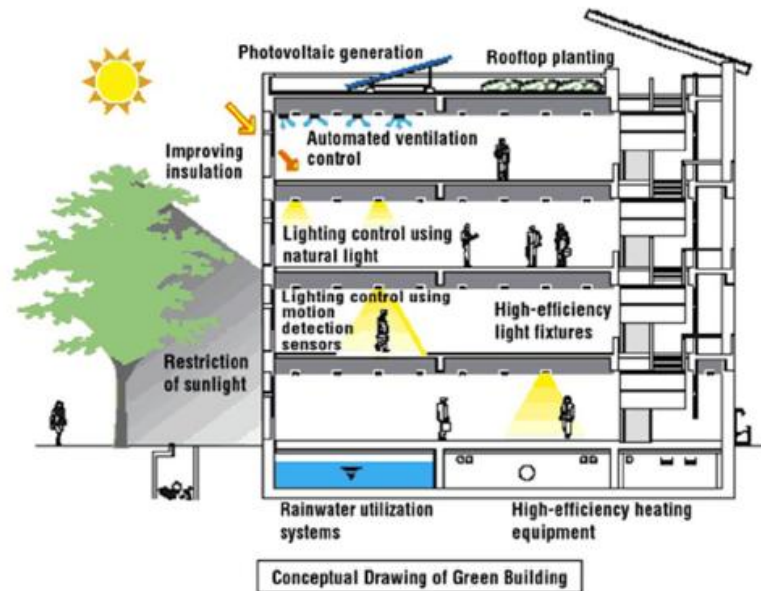 Photovoltaic generation
Rooftop planting
Improving
insulation
Automated ventilation
control
Lighting control using
natural light
Lighting control using
motion
detection
sensors
High-efficiency
light fixtures
Restriction
of sunlight
Rainwater utilization
systems
High-efficiency heating
equipment
Conceptual Drawing of Green Building